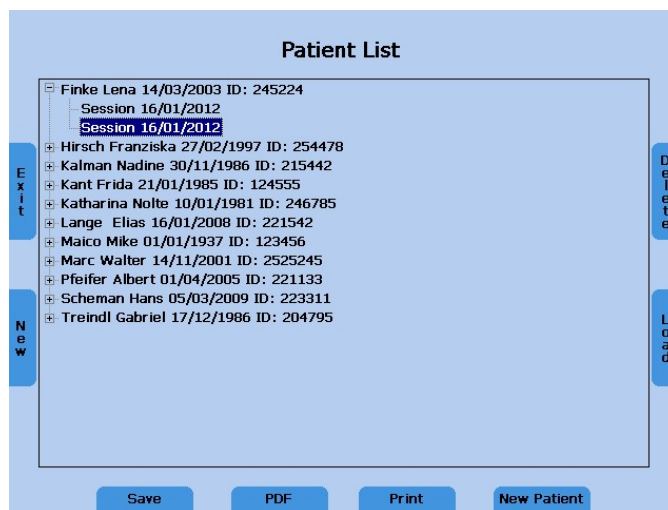 Patient List
Finke Lena 14/03/2003 ID: 245224
Session 16/01/2012
Session 16/01/2012
Hirsch Franziska 27/02/1997 ID: 254478
Kalman Nadine 30/11/1986 ID: 215442
Kant Frida 21/01/1985 ID: 124555
Katharina Nolte 10/01/1981 ID: 246785
Lange Elias 16/01/2008 ID: 221542
Maico Mike 01/01/1937 ID: 123456
Marc Walter 14/11/2001 ID: 2525245
Pfeifer Albert 01/04/2005 ID: 221133
Scheman Hans 05/03/2009 ID: 223311
Treindl Gabriel 17/12/1986 ID: 204795
Exit
Delete
New
Load
Save PDF Print New Patient